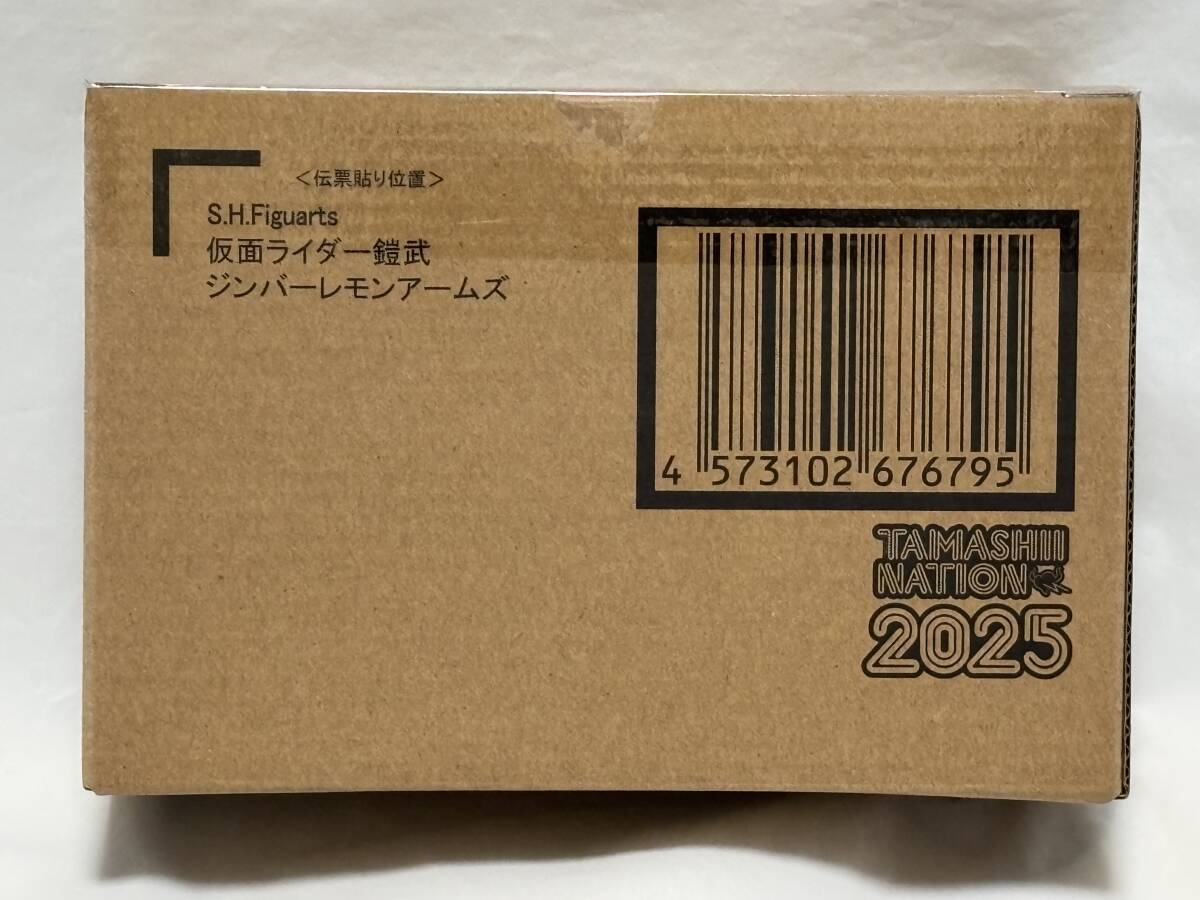 <伝票貼り位置>
S.H.Figuarts
仮面ライダー鎧武
ジンバーレモンアームズ
4 573102 676795
TAMASHII
NATION
2025